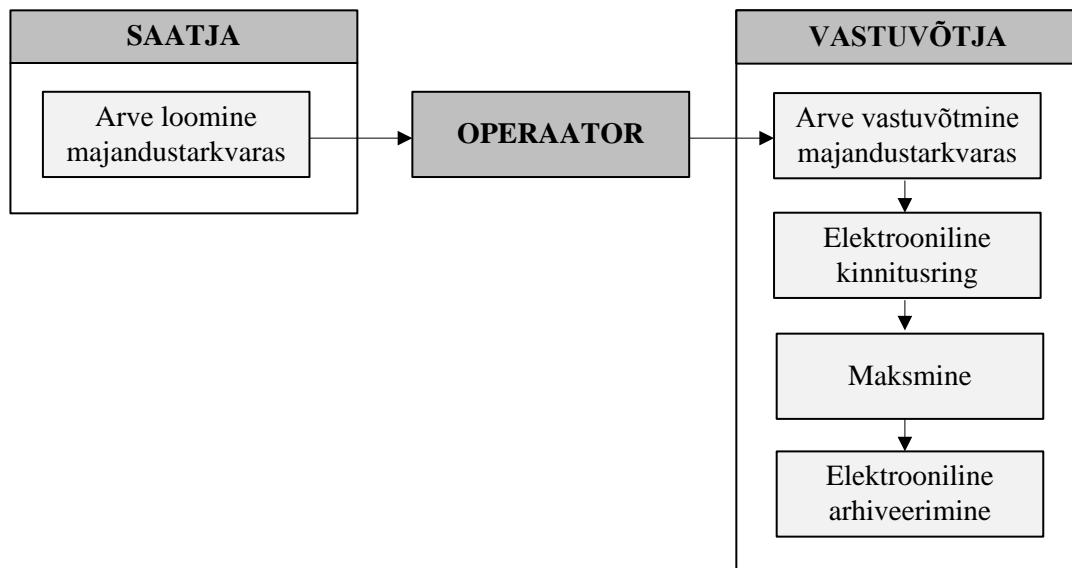 SAATJA
Arve loomine
majandustarkvaras
OPERAATOR
VASTUVÕTJA
Arve vastuvõtmine
majandustarkvaras
Elektrooniline
kinnitusring
Maksmine
Elektrooniline
arhiveerimine